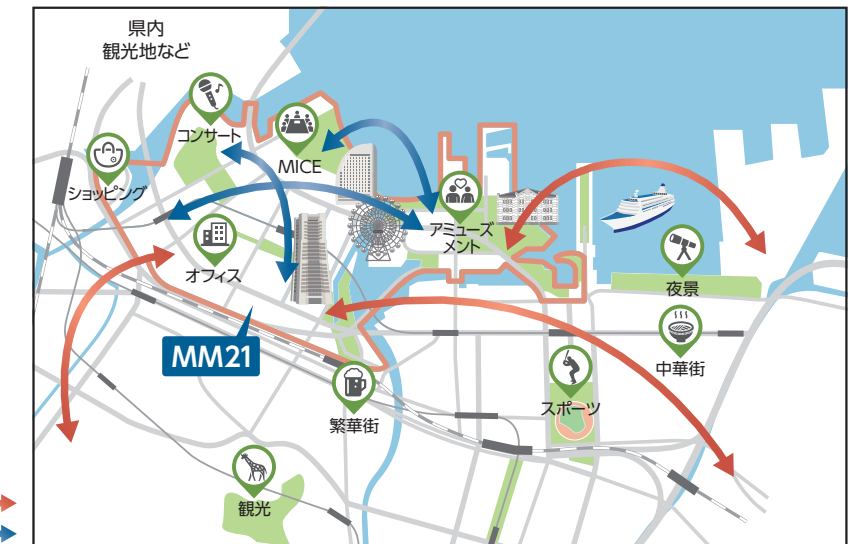 県内
観光地など
コンサート
MICE
ショッピング
アミューズ
メント
オフィス
夜景
MM21
中華街
スポーツ
繁華街
観光